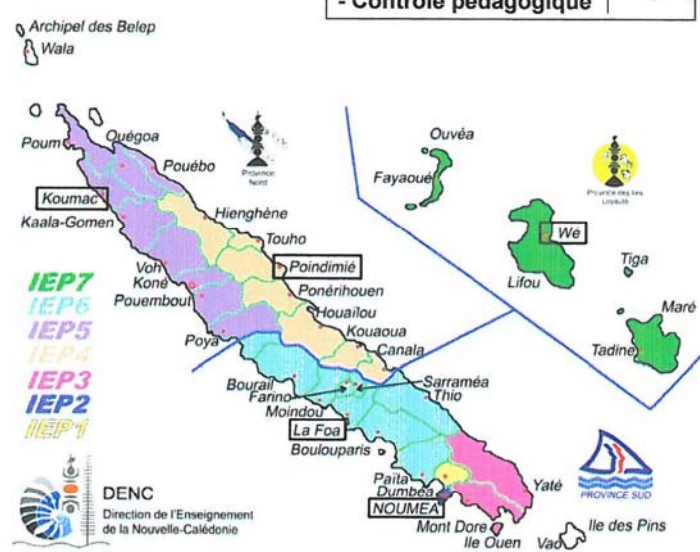 - Contrôle pédagogique
Archipel des Belep
Wala
Poum
Ouégoa
Pouébo
Koumac
Kaala-Gomen
Hienghène
Touho
Voh
Koné
Pouembout
Poindimié
Ponérihouen
Houaïlou
Kouaoua
Canala
Poya
Province
Nord
Ouvéa
Fayaoué
Province des Iles
Loyauté
Wé
Lifou
Tiga
Maré
Tadine
IEP7
IEP6
IEP5
IEP4
IEP3
IEP2
IEP1
Bourail
Farino
Moindou
La Foa
Boulouparis
Sarraméa
Thio
Païta
Dumbéa
NOUMEA
Mont Dore
Ile Ouen
Yaté
PROVINCE SUD
Ile des Pins
Vao
DENC
Direction de l'Enseignement
de la Nouvelle-Calédonie